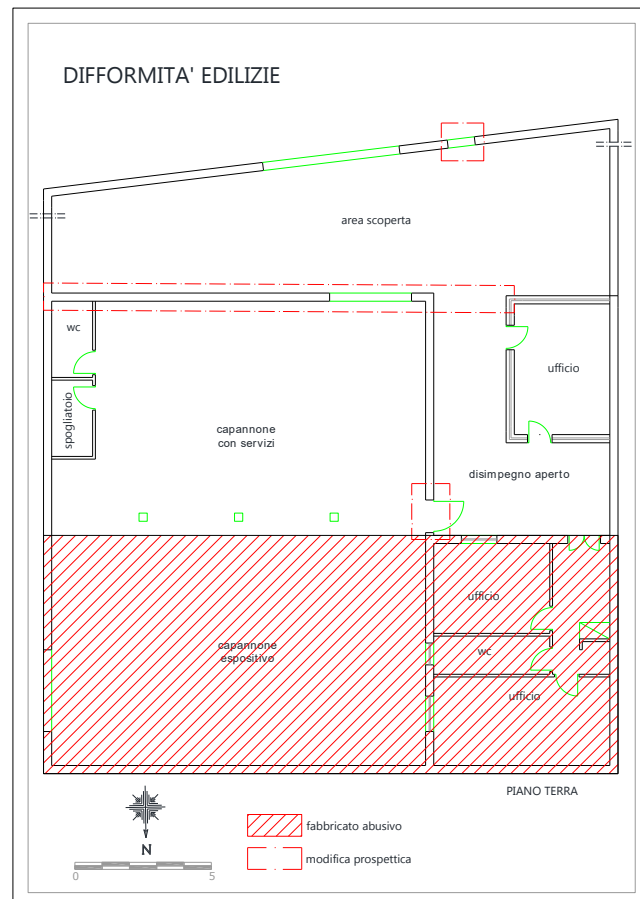 DIFFORMITA' EDILIZIE
area scoperta
wc
ufficio
spogliatoio
capannone
con servizi
disimpegno aperto
ufficio
capannone
espositivo
wc
ufficio
PIANO TERRA
fabbricato abusivo
N
modifica prospettica
0
5